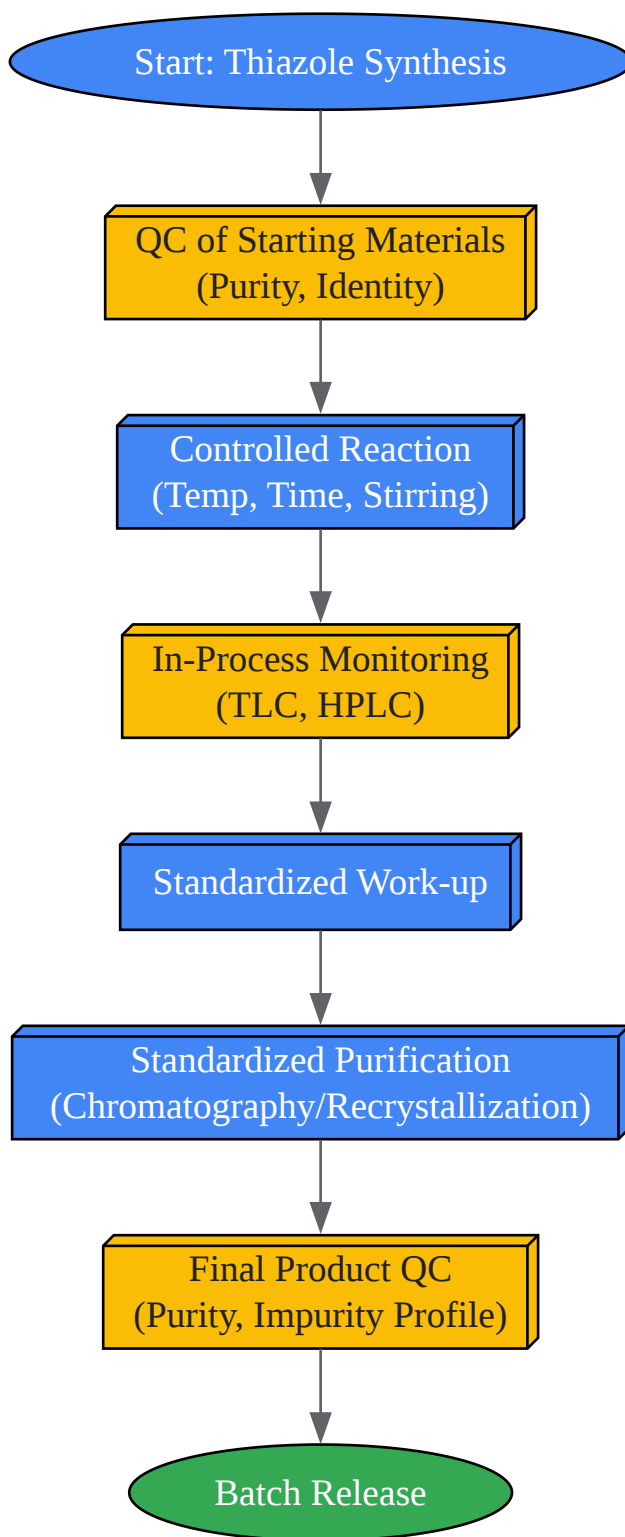 Start: Thiazole Synthesis
QC of Starting Materials
(Purity, Identity)
Controlled Reaction
(Temp, Time, Stirring)
In-Process Monitoring
(TLC, HPLC)
Standardized Work-up
Standardized Purification
(Chromatography/Recrystallization)
Final Product QC
(Purity, Impurity Profile)
Batch Release